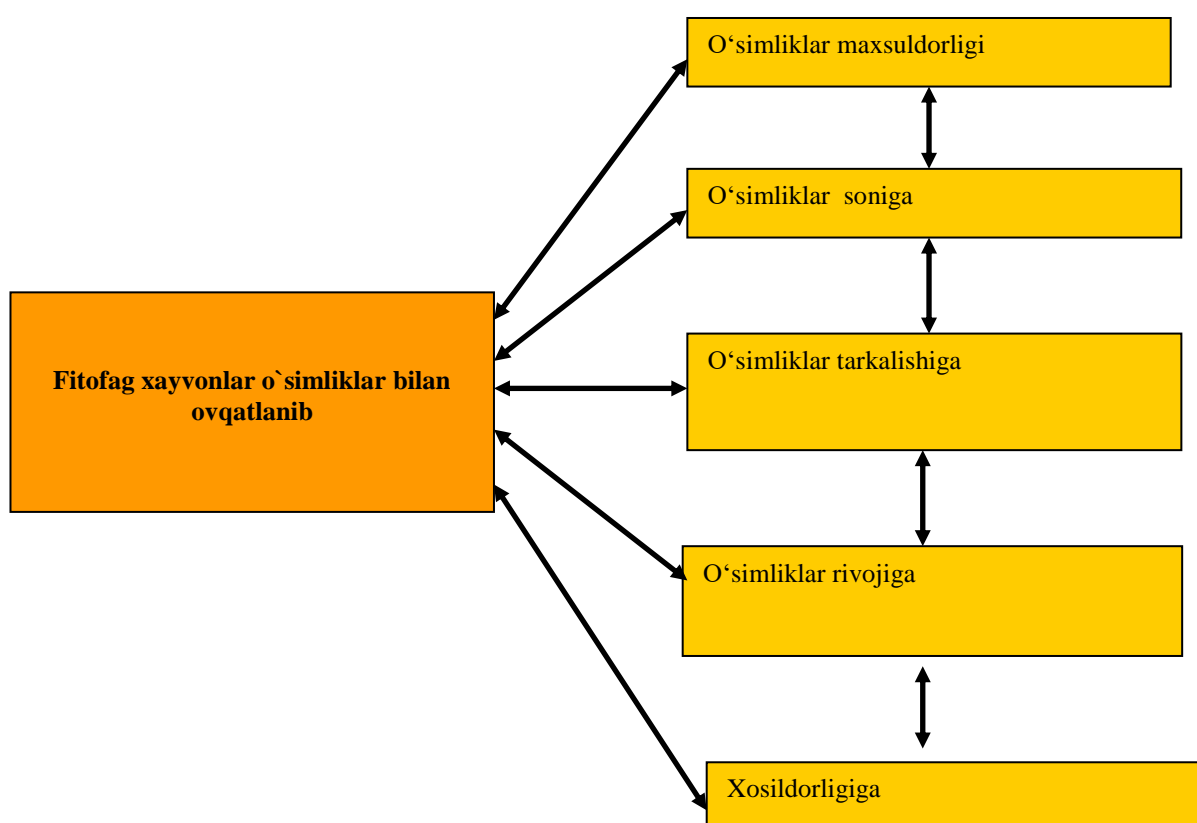 O‘simliklar maxsuldorligi
O‘simliklar soniga
Fitofag xayvonlar o`simliklar bilan
ovqatlanib
O‘simliklar tarkalishiga
O‘simliklar rivojiga
Xosildorligiga